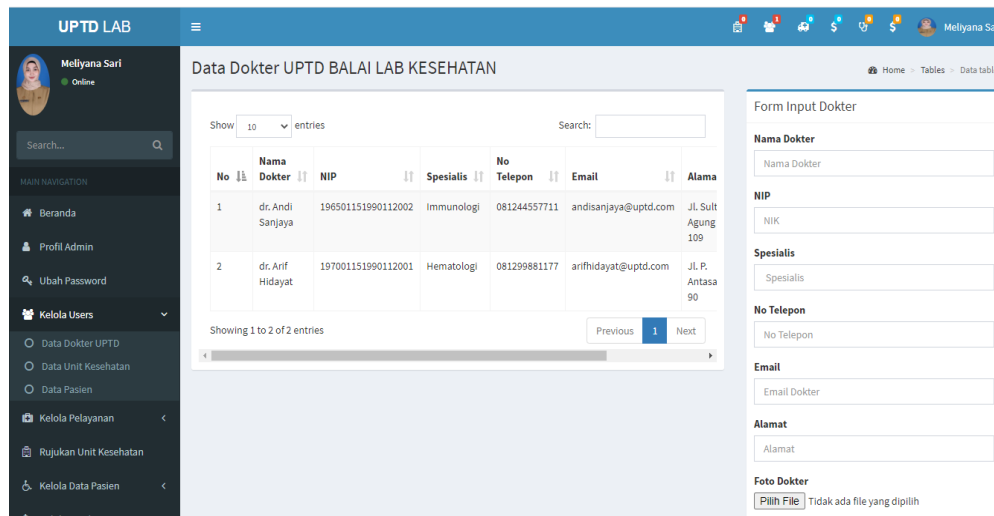 UPTD LAB
0 1 0 0 0 0
Meliyana Sa
Meliyana Sari
Online
Search...
MAIN NAVIGATION
Beranda
Profil Admin
Ubah Password
Kelola Users
Data Dokter UPTD
Data Unit Kesehatan
Data Pasien
Kelola Pelayanan
Rujukan Unit Kesehatan
Kelola Data Pasien
Data Dokter UPTD BALAI LAB KESEHATAN
Home > Tables > Data tabl
Show 10 entries
Search:
No Nama Dokter NIP Spesialis No Telepon Email Alama
1 dr. Andi Sanjaya 196501151990112002 Immunologi 081244557711 andisanjaya@uptd.com Jl. Sult Agung 109
2 dr. Arif Hidayat 197001151990112001 Hematologi 081299881177 arifhidayat@uptd.com Jl. P. Antasa 90
Showing 1 to 2 of 2 entries
Previous 1 Next
Form Input Dokter
Nama Dokter
Nama Dokter
NIP
NIK
Spesialis
Spesialis
No Telepon
No Telepon
Email
Email Dokter
Alamat
Alamat
Foto Dokter
Pilih File Tidak ada file yang dipilih